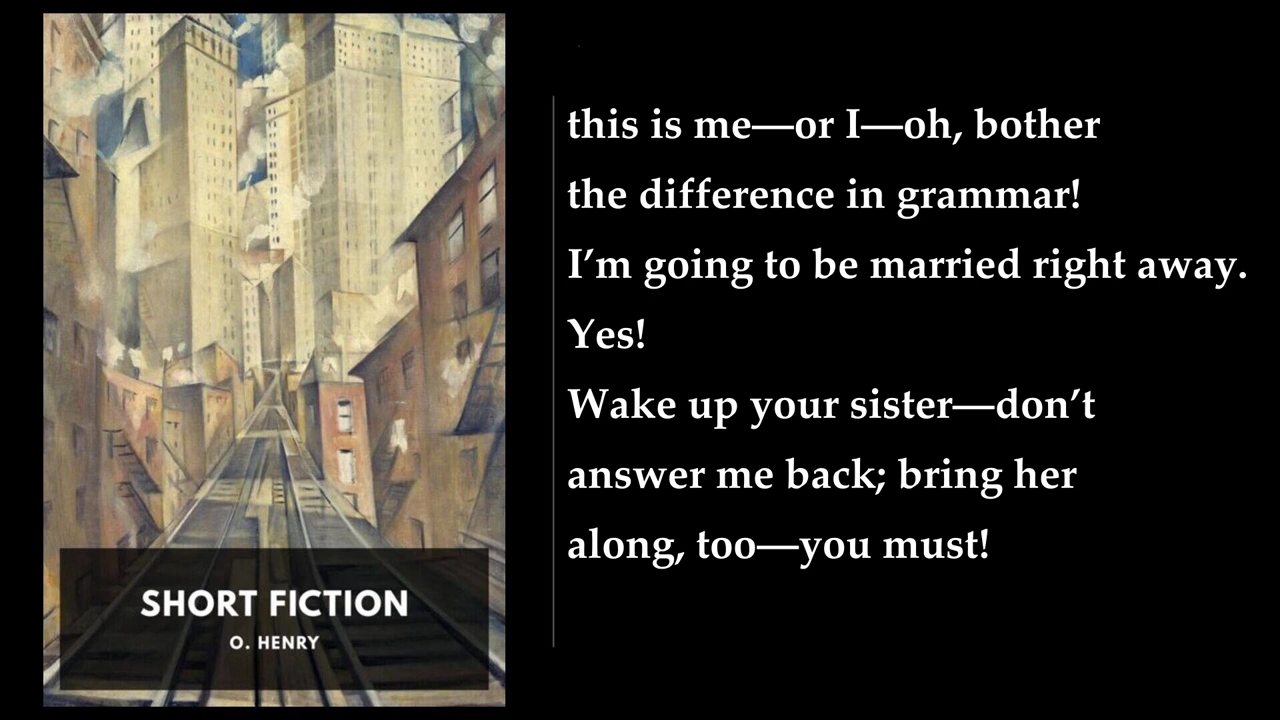 SHORT FICTION
O. HENRY
this is me—or I—oh, bother
the difference in grammar!
I’m going to be married right away.
Yes!
Wake up your sister—don’t
answer me back; bring her
along, too—you must!